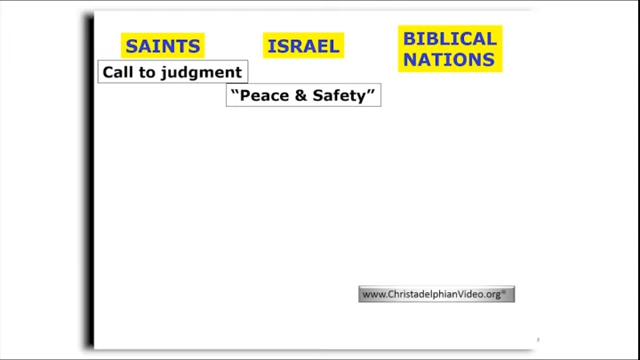 SAINTS
ISRAEL
BIBLICAL
NATIONS
Call to judgment
“Peace & Safety”
www.ChristadelphianVideo.org®